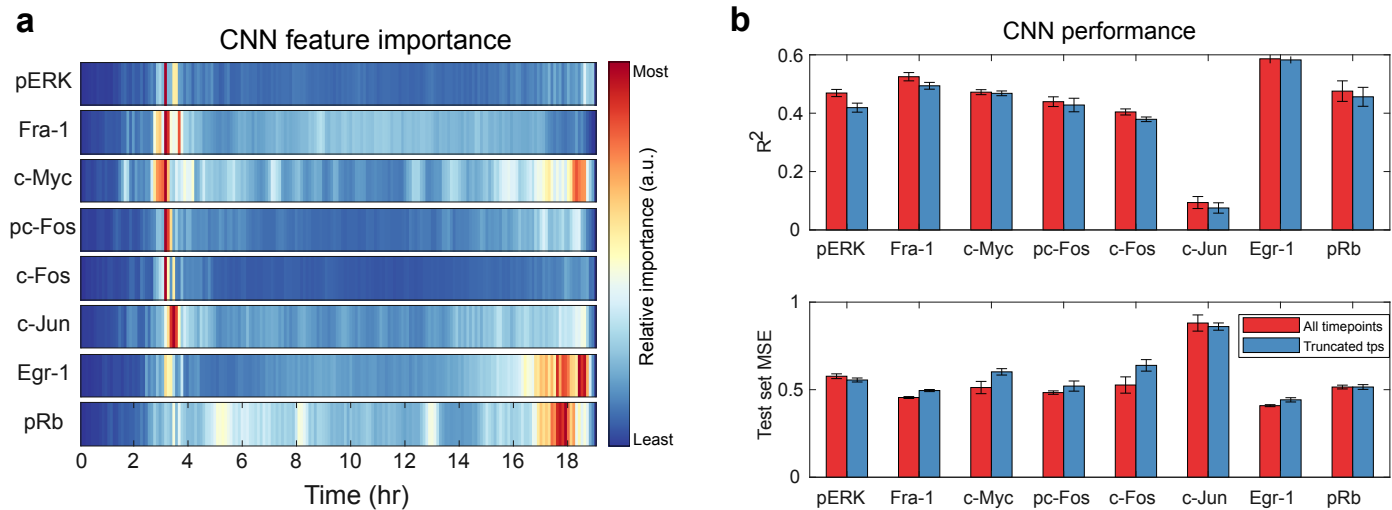 a
CNN feature importance
pERK
Fra-1
c-Myc
pc-Fos
c-Fos
c-Jun
Egr-1
pRb
0 2 4 6 8 10 12 14 16 18
Time (hr)
Most
Relative importance (a.u.)
Least
b
CNN performance
0.6
0.4
0.2
0
R2
pERK Fra-1 c-Myc pc-Fos c-Fos c-Jun Egr-1 pRb
1
0.5
0
Test set MSE
All timepoints
Truncated tps
pERK Fra-1 c-Myc pc-Fos c-Fos c-Jun Egr-1 pRb